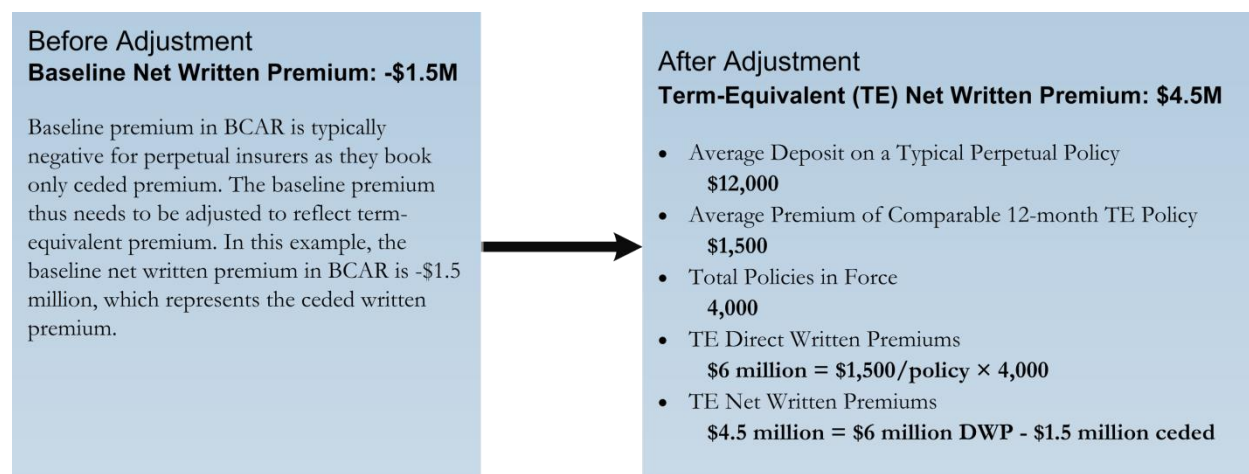 Before Adjustment
Baseline Net Written Premium: -$1.5M
Baseline premium in BCAR is typically
negative for perpetual insurers as they book
only ceded premium. The baseline premium
thus needs to be adjusted to reflect term-
equivalent premium. In this example, the
baseline net written premium in BCAR is -$1.5
million, which represents the ceded written
premium.
After Adjustment
Term-Equivalent (TE) Net Written Premium: $4.5M
• Average Deposit on a Typical Perpetual Policy
$12,000
• Average Premium of Comparable 12-month TE Policy
$1,500
• Total Policies in Force
4,000
• TE Direct Written Premiums
$6 million = $1,500/policy × 4,000
• TE Net Written Premiums
$4.5 million = $6 million DWP - $1.5 million ceded